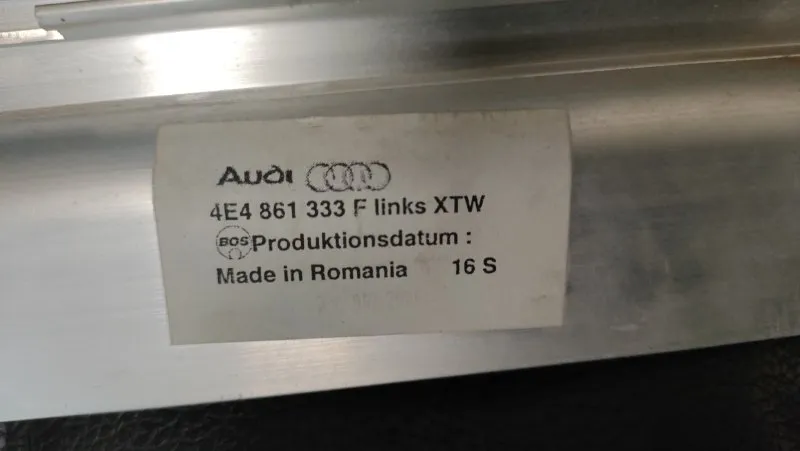 Audi
4E4 861 333 F links XTW
BOS Produktionsdatum :
Made in Romania 16 S